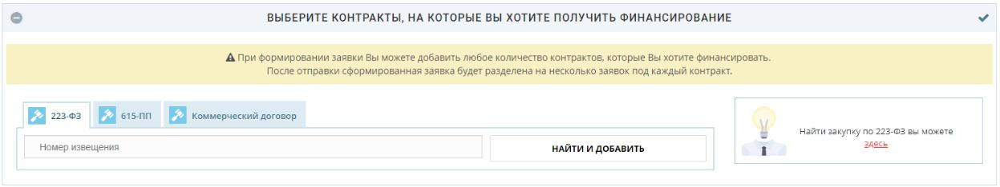 ВЫБЕРИТЕ КОНТРАКТЫ, НА КОТОРЫЕ ВЫ ХОТИТЕ ПОЛУЧИТЬ ФИНАНСИРОВАНИЕ
При формировании заявки Вы можете добавить любое количество контрактов, которые Вы хотите финансировать.
После отправки сформированная заявка будет разделена на несколько заявок под каждый контракт.
223-ФЗ
615-ПП
Коммерческий договор
Номер извещения
НАЙТИ И ДОБАВИТЬ
Найти закупку по 223-ФЗ вы можете
здесь